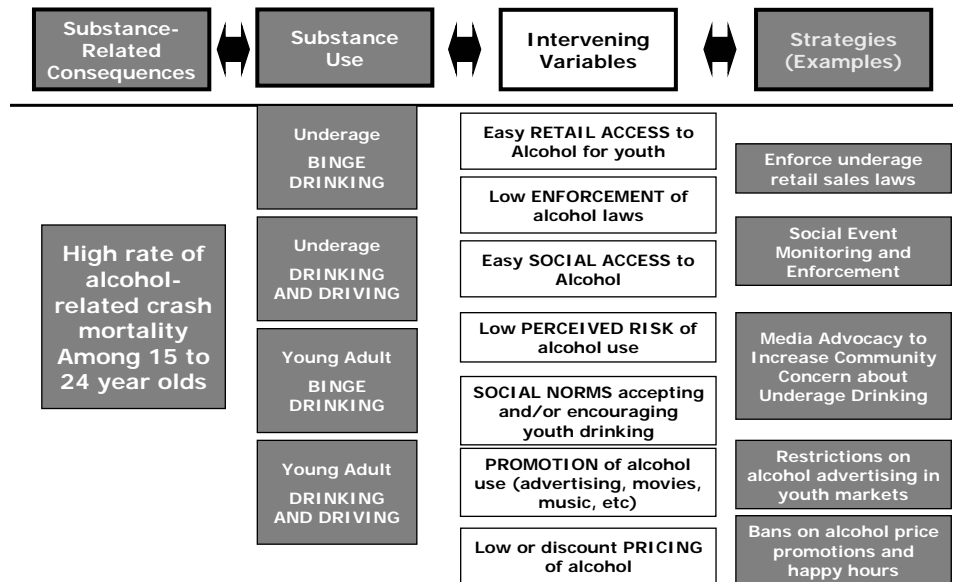 Substance-
Related
Consequences
Substance
Use
Intervening
Variables
Strategies
(Examples)
High rate of
alcohol-
related crash
mortality
Among 15 to
24 year olds
Underage
BINGE
DRINKING
Underage
DRINKING
AND DRIVING
Young Adult
BINGE
DRINKING
Young Adult
DRINKING
AND DRIVING
Easy RETAIL ACCESS to
Alcohol for youth
Low ENFORCEMENT of
alcohol laws
Easy SOCIAL ACCESS to
Alcohol
Low PERCEIVED RISK of
alcohol use
SOCIAL NORMS accepting
and/or encouraging
youth drinking
PROMOTION of alcohol
use (advertising, movies,
music, etc)
Low or discount PRICING
of alcohol
Enforce underage
retail sales laws
Social Event
Monitoring and
Enforcement
Media Advocacy to
Increase Community
Concern about
Underage Drinking
Restrictions on
alcohol advertising in
youth markets
Bans on alcohol price
promotions and
happy hours